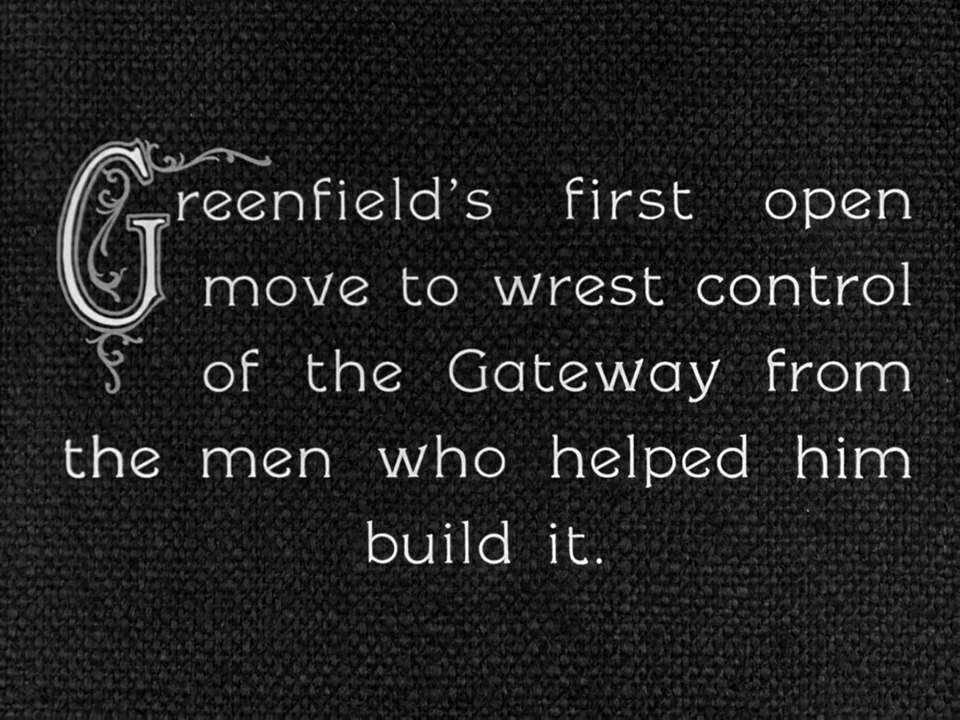 Greenfield's first open
move to wrest control
of the Gateway from
the men who helped him
build it.